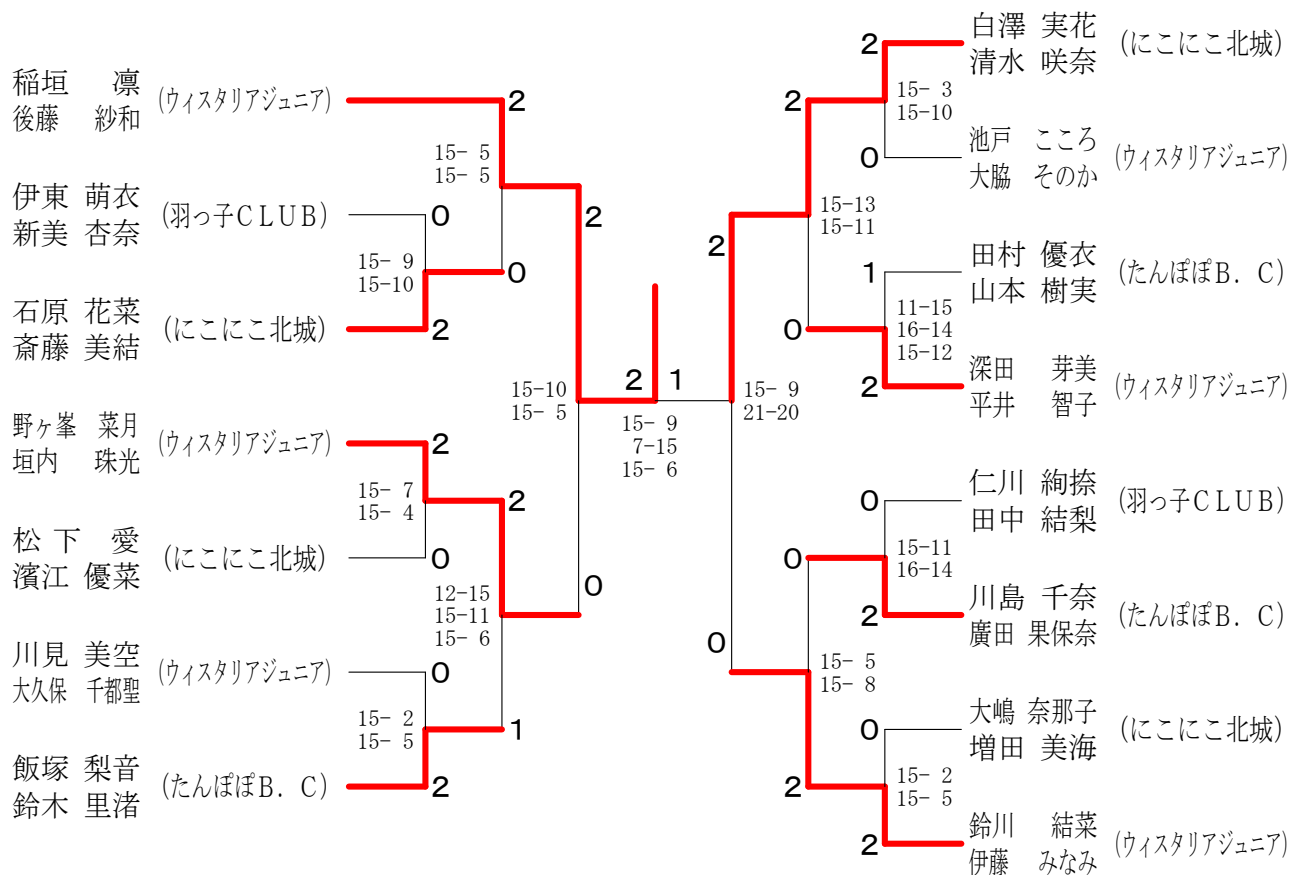 稲垣 凛
後藤 紗和
(ウィスタリアジュニア)
2
15- 5
15- 5
伊東 萌衣
新美 杏奈
(羽っ子CLUB)
0
15- 9
15-10
0
石原 花菜
斎藤 美結
(にこにこ北城)
2
2
15-10
15- 5
野ヶ峯 菜月
垣内 珠光
(ウィスタリアジュニア)
2
15- 7
15- 4
2
松下 愛
濱江 優菜
(にこにこ北城)
0
12-15
15-11
15- 6
0
川見 美空
大久保 千都聖
(ウィスタリアジュニア)
0
15- 2
15- 5
1
飯塚 梨音
鈴木 里渚
(たんぽぽB. C)
2
2
1
15- 9
7-15
15- 6
2
白澤 実花
清水 咲奈
(にこにこ北城)
2
15- 3
15-10
0
池戸 こころ
大脇 そのか
(ウィスタリアジュニア)
2
15-13
15-11
1
田村 優衣
山本 樹実
(たんぽぽB. C)
0
11-15
16-14
15-12
2
深田 芽美
平井 智子
(ウィスタリアジュニア)
15- 9
21-20
0
仁川 絢捺
田中 結梨
(羽っ子CLUB)
0
15-11
16-14
2
川島 千奈
廣田 果保奈
(たんぽぽB. C)
0
15- 5
15- 8
0
大嶋 奈那子
増田 美海
(にこにこ北城)
2
15- 2
15- 5
2
鈴川 結菜
伊藤 みなみ
(ウィスタリアジュニア)